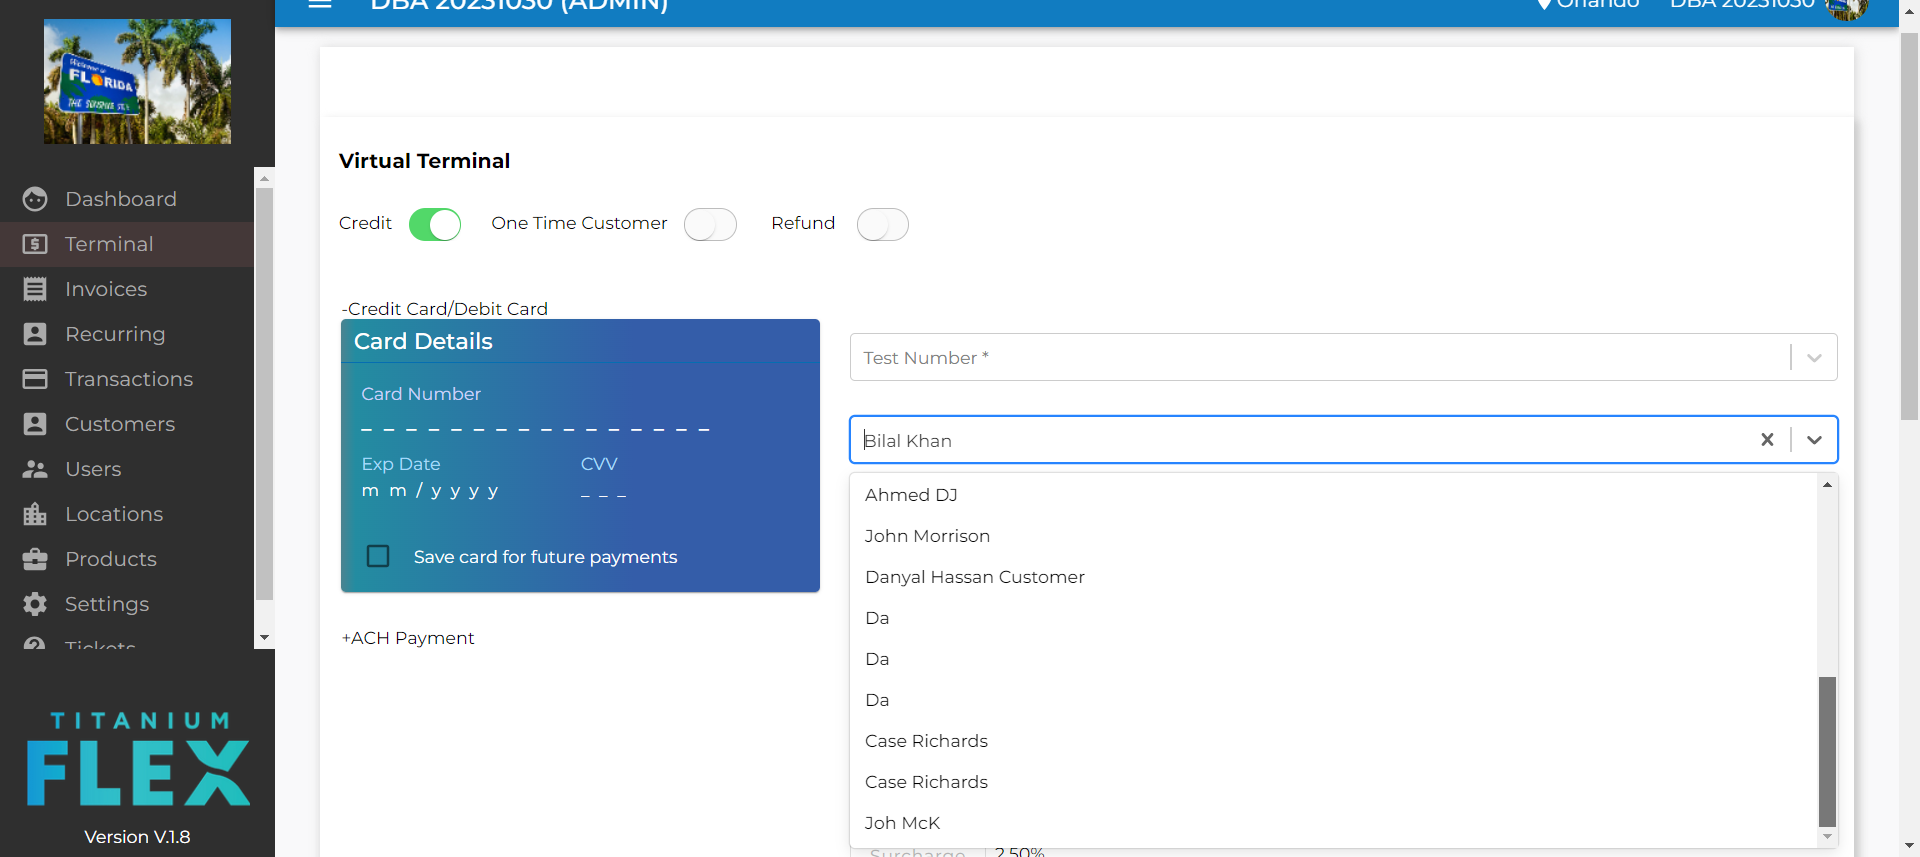 DBA 20231030 (ADMIN)
Orlando
DBA 20231030
Welcome to
FLORIDA
THE SUNSHINE STATE
Dashboard
Terminal
Invoices
Recurring
Transactions
Customers
Users
Locations
Products
Settings
Tickets
TITANIUM
FLEX
Version V.1.8
Virtual Terminal
Credit
One Time Customer
Refund
-Credit Card/Debit Card
Card Details
Card Number
_ _ _ _ _ _ _ _ _ _ _ _ _ _ _ _
Exp Date
CVV
m m / y y y y
_ _ _
Save card for future payments
+ACH Payment
Test Number *
Bilal Khan
Ahmed DJ
John Morrison
Danyal Hassan Customer
Da
Da
Da
Case Richards
Case Richards
Joh McK
Surcharge
2.50%